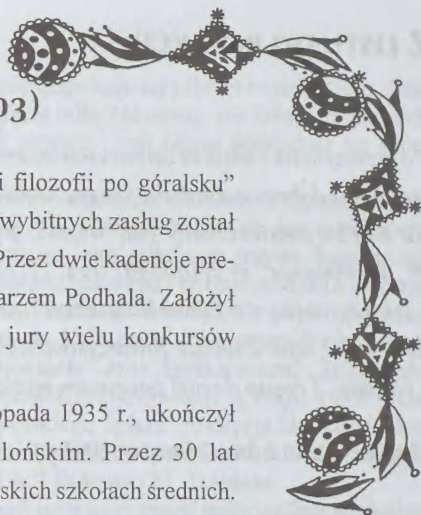 03)
i filozofii po góralsku”
wybitnych zasług został
Przez dwie kadencje pre-
arzem Podhala. Założył
jury wielu konkursów
opada 1935 r., ukończył
lońskim. Przez 30 lat
skich szkołach średnich.